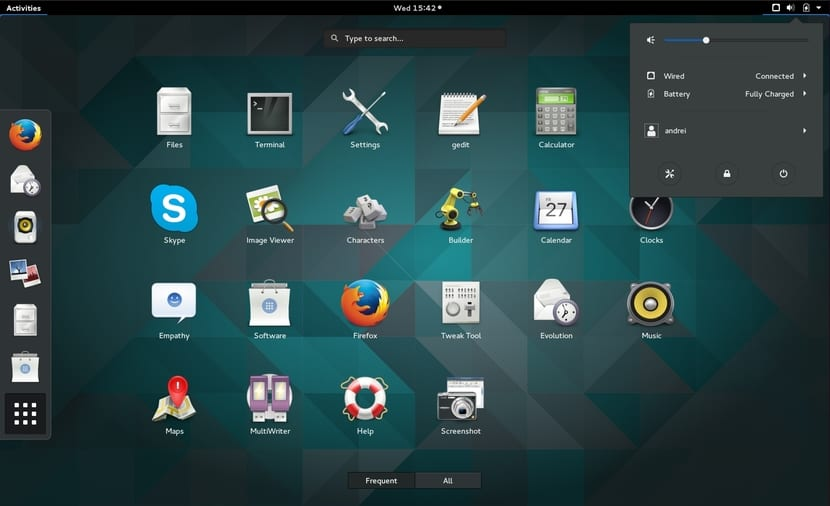 Activities
Wed 15:42
Type to search...
Wired Connected
Battery Fully Charged
andrei
Files Terminal Settings gedit Calculator
Skype Image Viewer Characters Builder Calendar Clocks
27
Empathy Software Firefox Tweak Tool Evolution Music
Maps MultiWriter Help Screenshot
Frequent All